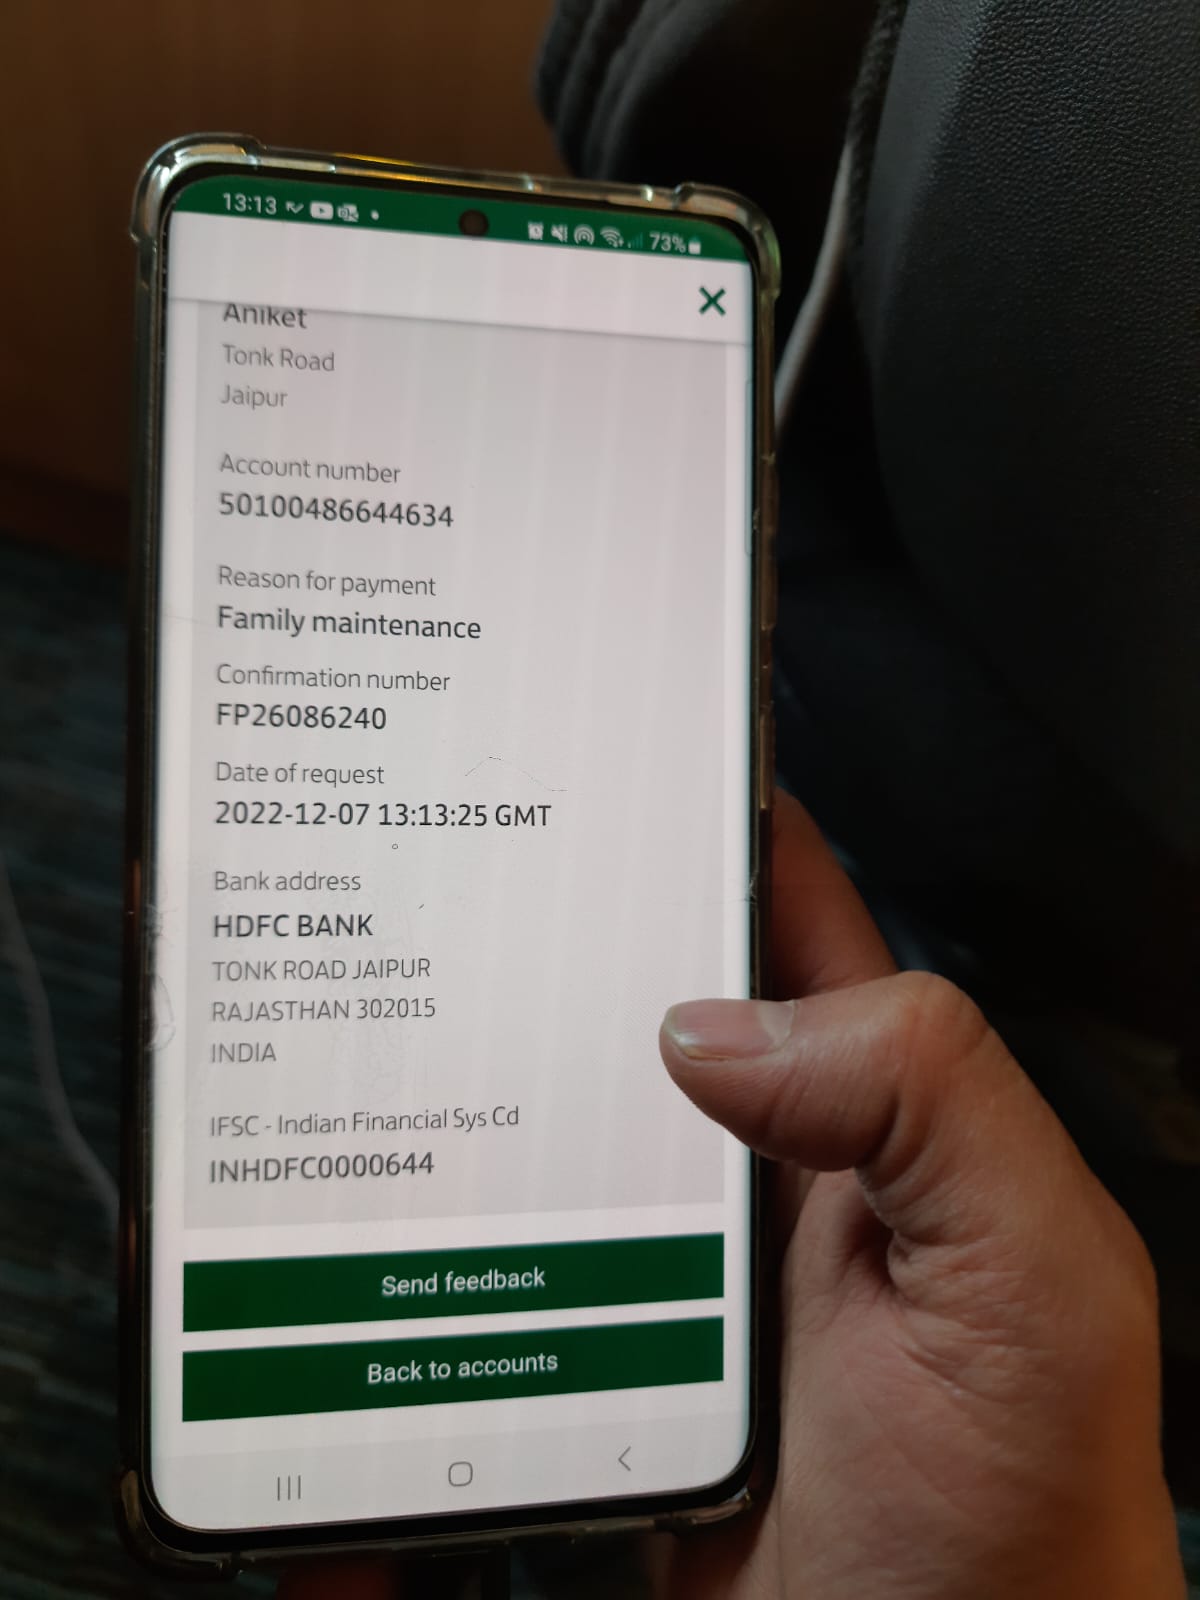 13:13
73%
Aniket
Tonk Road
Jaipur
Account number
50100486644634
Reason for payment
Family maintenance
Confirmation number
FP26086240
Date of request
2022-12-07 13:13:25 GMT
Bank address
HDFC BANK
TONK ROAD JAIPUR
RAJASTHAN 302015
INDIA
IFSC - Indian Financial Sys Cd
INHDFC0000644
Send feedback
Back to accounts